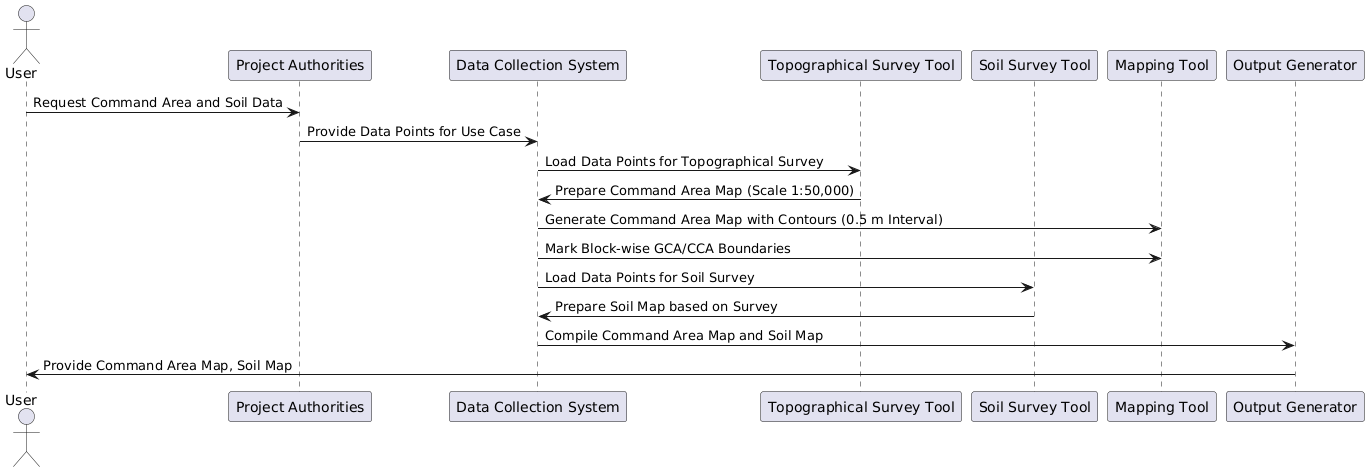 User
Project Authorities
Data Collection System
Topographical Survey Tool
Soil Survey Tool
Mapping Tool
Output Generator
Request Command Area and Soil Data
Provide Data Points for Use Case
Load Data Points for Topographical Survey
Prepare Command Area Map (Scale 1:50,000)
Generate Command Area Map with Contours (0.5 m Interval)
Mark Block-wise GCA/CCA Boundaries
Load Data Points for Soil Survey
Prepare Soil Map based on Survey
Compile Command Area Map and Soil Map
Provide Command Area Map, Soil Map
User
Project Authorities
Data Collection System
Topographical Survey Tool
Soil Survey Tool
Mapping Tool
Output Generator